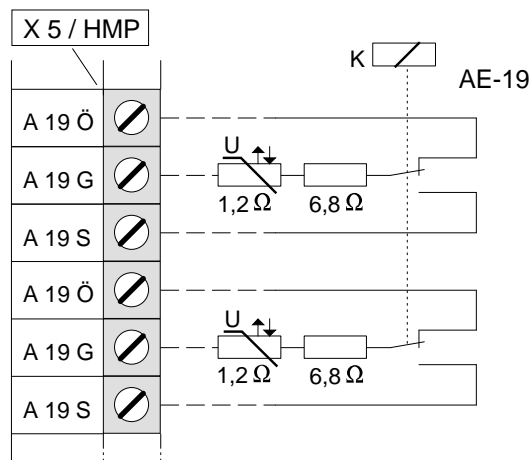 X 5 / HMP
K
AE-19
A 19 Ö
A 19 G
U
1,2 Ω
6,8 Ω
A 19 S
A 19 Ö
A 19 G
U
1,2 Ω
6,8 Ω
A 19 S